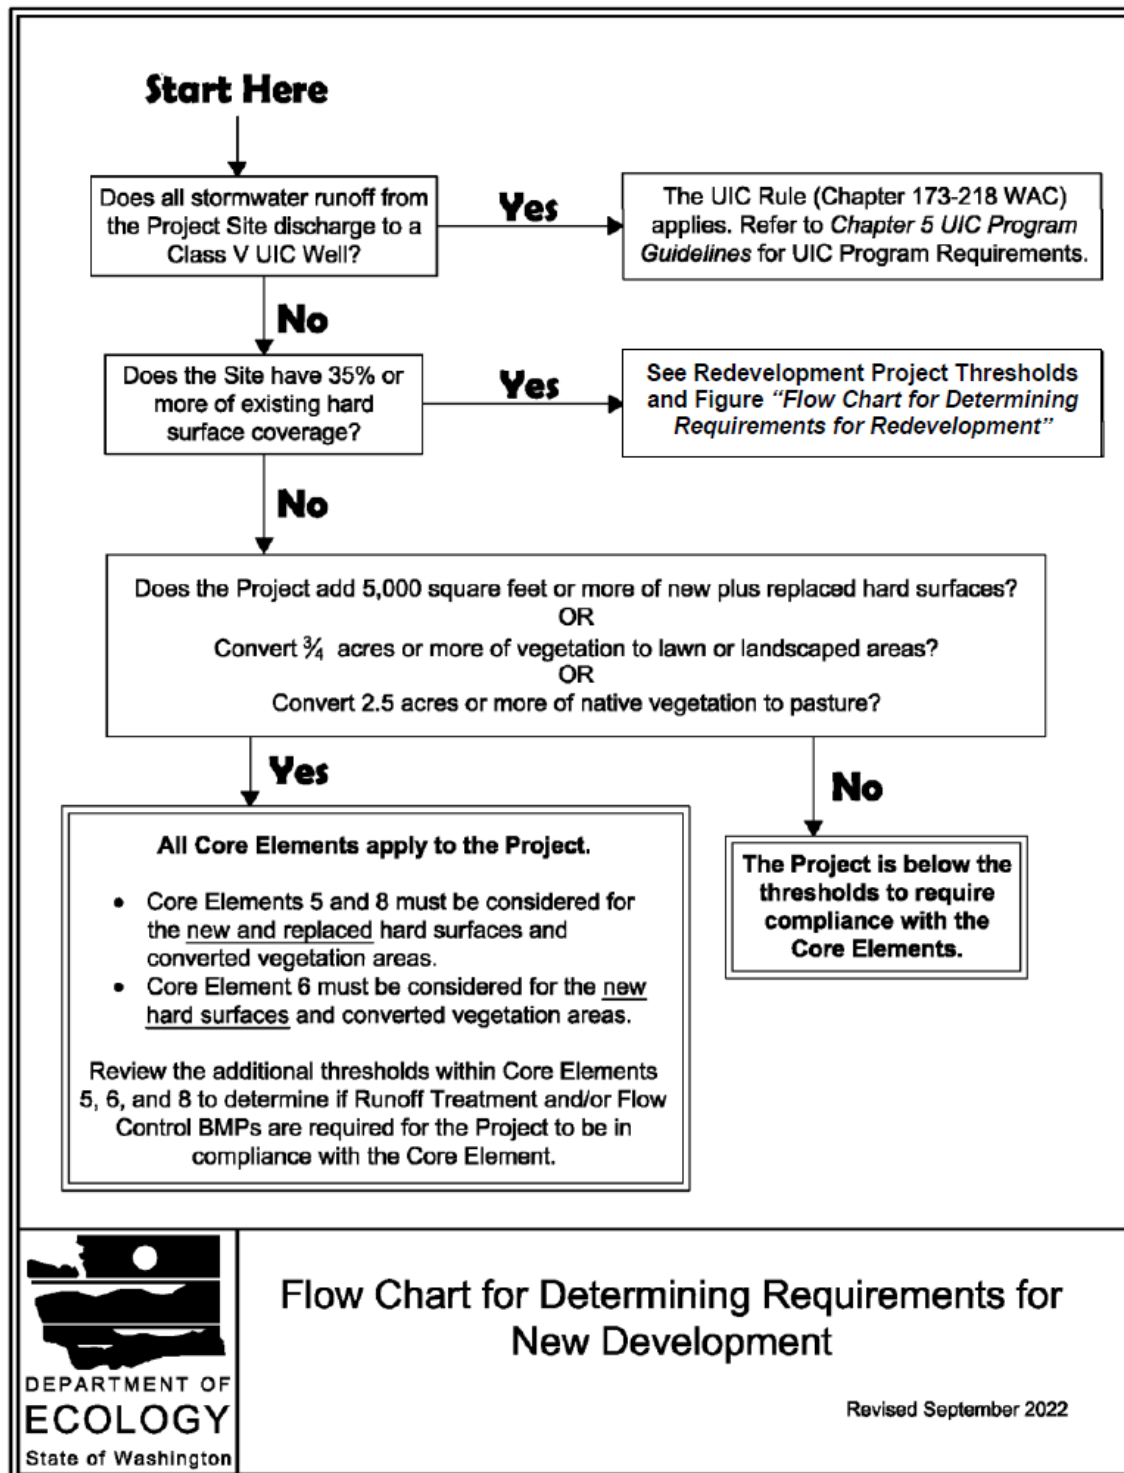 Start Here
Does all stormwater runoff from
the Project Site discharge to a
Class V UIC Well?
Yes
The UIC Rule (Chapter 173-218 WAC)
applies. Refer to Chapter 5 UIC Program
Guidelines for UIC Program Requirements.
No
Does the Site have 35% or
more of existing hard
surface coverage?
Yes
See Redevelopment Project Thresholds
and Figure “Flow Chart for Determining
Requirements for Redevelopment”
No
Does the Project add 5,000 square feet or more of new plus replaced hard surfaces?
OR
Convert ¾ acres or more of vegetation to lawn or landscaped areas?
OR
Convert 2.5 acres or more of native vegetation to pasture?
Yes
No
All Core Elements apply to the Project.
• Core Elements 5 and 8 must be considered for
the new and replaced hard surfaces and
converted vegetation areas.
• Core Element 6 must be considered for the new
hard surfaces and converted vegetation areas.
Review the additional thresholds within Core Elements
5, 6, and 8 to determine if Runoff Treatment and/or Flow
Control BMPs are required for the Project to be in
compliance with the Core Element.
The Project is below the
thresholds to require
compliance with the
Core Elements.
DEPARTMENT OF
ECOLOGY
State of Washington
Flow Chart for Determining Requirements for
New Development
Revised September 2022